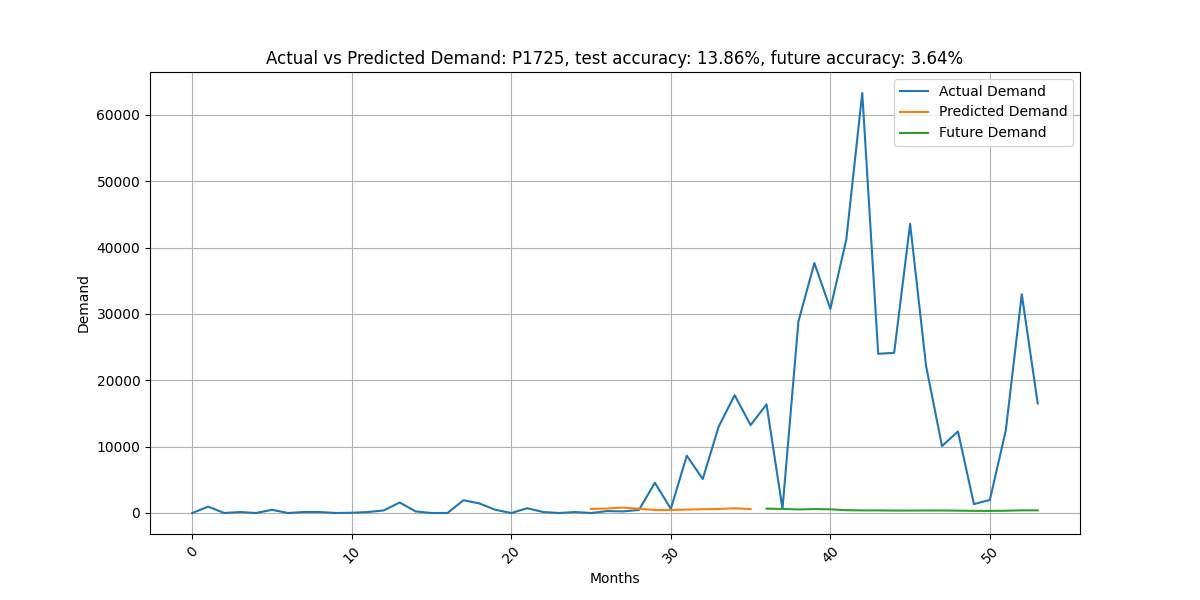 Actual vs Predicted Demand: P1725, test accuracy: 13.86%, future accuracy: 3.64%
Actual Demand
Predicted Demand
Future Demand
60000
50000
40000
30000
20000
10000
0
Demand
0
10
20
30
40
50
Months